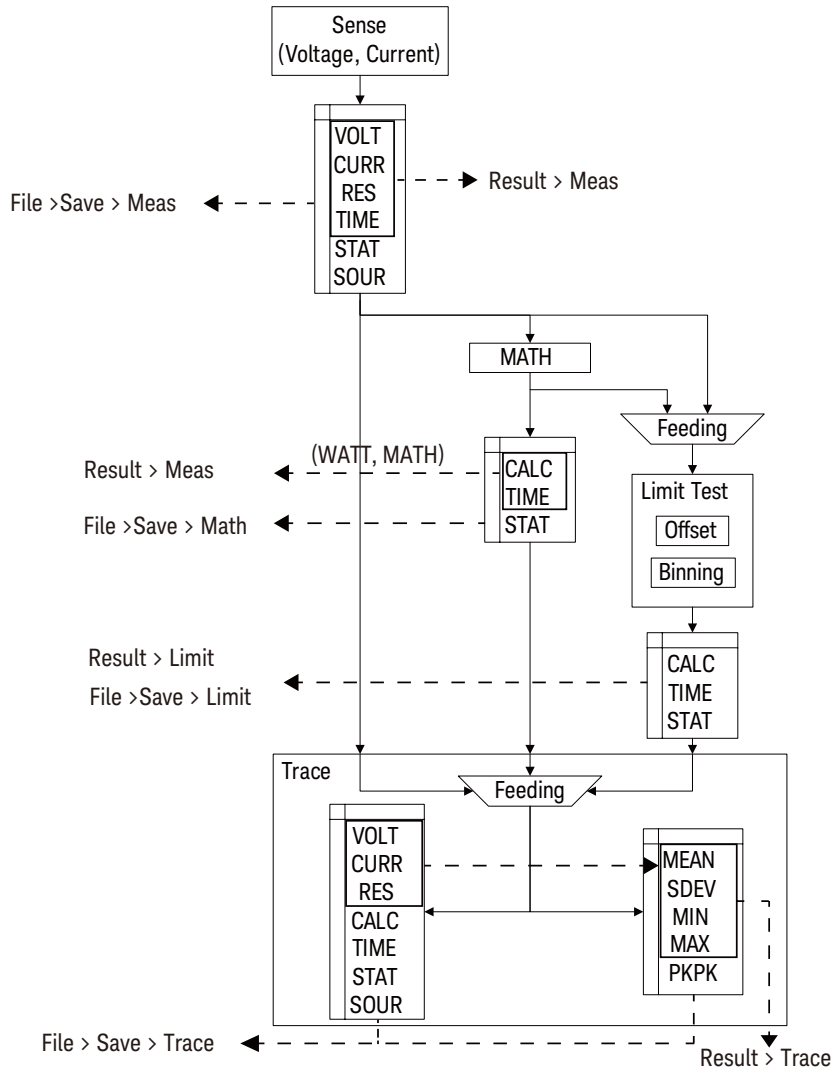 Sense
(Voltage, Current)
VOLT
CURR
RES
TIME
STAT
SOUR
File >Save > Meas
Result > Meas
MATH
Feeding
(WATT, MATH)
Result > Meas
File >Save > Math
CALC
TIME
STAT
Limit Test
Offset
Binning
Result > Limit
File >Save > Limit
CALC
TIME
STAT
Trace
Feeding
VOLT
CURR
RES
CALC
TIME
STAT
SOUR
MEAN
SDEV
MIN
MAX
PKPK
File > Save > Trace
Result > Trace